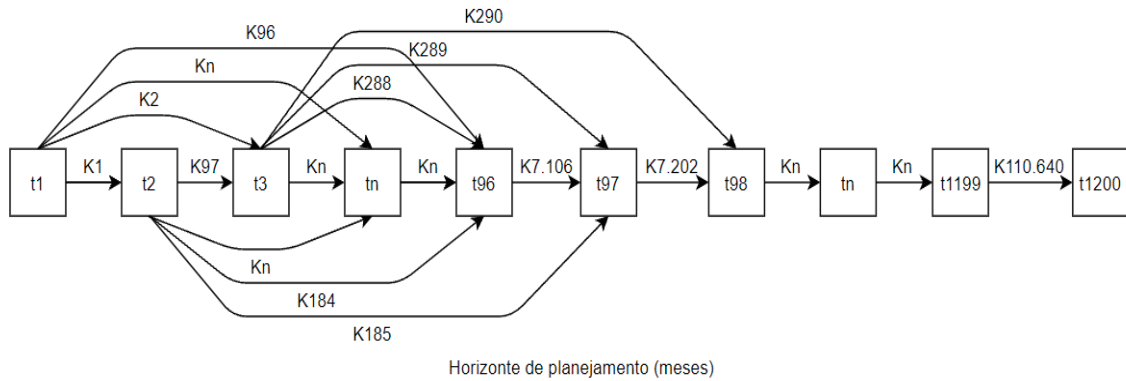 K290
K96
K289
Kn
K288
K2
t1
K1
t2
K97
t3
Kn
tn
Kn
t96
K7.106
t97
K7.202
t98
Kn
tn
Kn
t1199
K110.640
t1200
Kn
K184
K185
Horizonte de planejamento (meses)